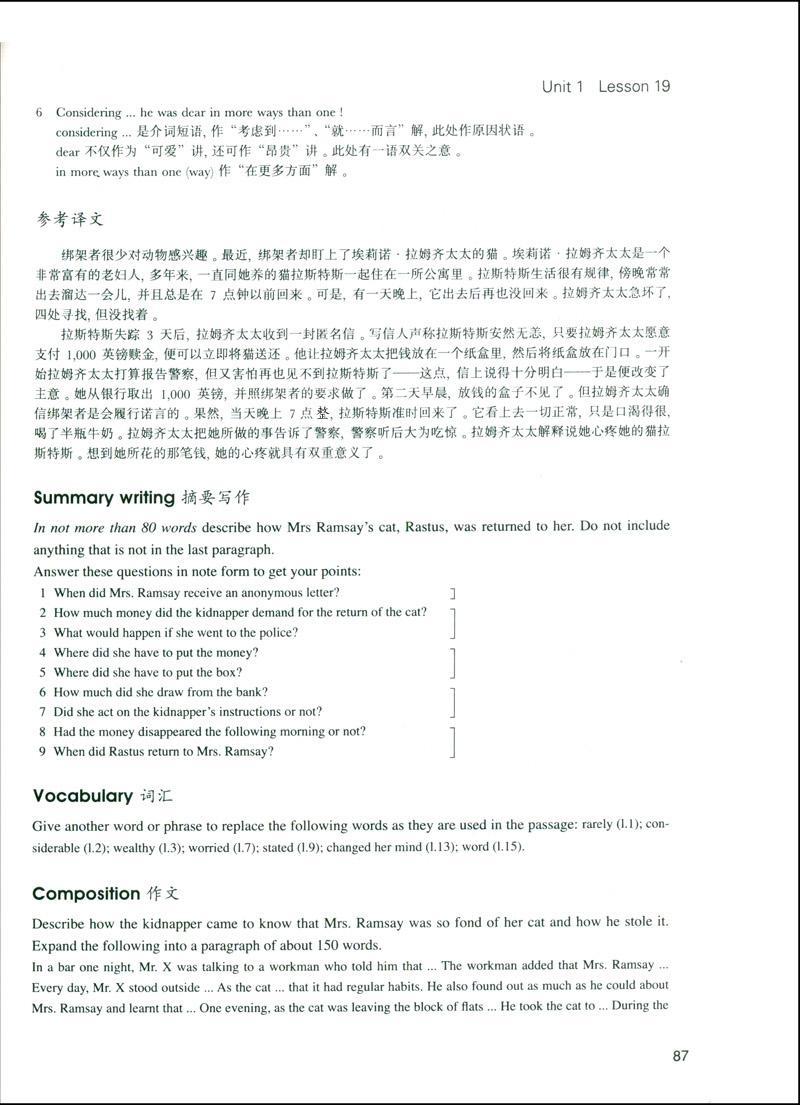 Unit 1 Lesson 19
6 Considering ... he was dear in more ways than one !
considering ... 是介词短语, 作“考虑到……”、“就……而言”解, 此处作原因状语。
dear 不仅作为“可爱”讲, 还可作“昂贵”讲。此处有一语双关之意。
in more ways than one (way) 作“在更多方面”解。
参考译文
绑架者很少对动物感兴趣。最近, 绑架者却盯上了埃莉诺·拉姆齐太太的猫。埃莉诺·拉姆齐太太是一个
非常富有的老妇人, 多年来, 一直同她养的猫拉斯特斯一起住在一所公寓里。拉斯特斯生活很有规律, 傍晚常常
出去溜达一会儿, 并且总是在 7 点钟以前回来。可是, 有一天晚上, 它出去后再也没回来。拉姆齐太太急坏了,
四处寻找, 但没找着。
拉斯特斯失踪 3 天后, 拉姆齐太太收到一封匿名信。写信人声称拉斯特斯安然无恙, 只要拉姆齐太太愿意
支付 1,000 英镑赎金, 便可以立即将猫送还。他让拉姆齐太太把钱放在一个纸盒里, 然后将纸盒放在门口。一开
始拉姆齐太太打算报告警察, 但又害怕再也见不到拉斯特斯了——这点, 信上说得十分明白——于是便改变了
主意。她从银行取出 1,000 英镑, 并照绑架者的要求做了。第二天早晨, 放钱的盒子不见了。但拉姆齐太太确
信绑架者是会履行诺言的。果然, 当天晚上 7 点整, 拉斯特斯准时回来了。它看上去一切正常, 只是口渴得很,
喝了半瓶牛奶。拉姆齐太太把她所做的事告诉了警察, 警察听后大为吃惊。拉姆齐太太解释说她心疼她的猫拉
斯特斯。想到她所花的那笔钱, 她的心疼就具有双重意义了。
Summary writing 摘要写作
In not more than 80 words describe how Mrs Ramsay's cat, Rastus, was returned to her. Do not include
anything that is not in the last paragraph.
Answer these questions in note form to get your points:
1 When did Mrs. Ramsay receive an anonymous letter?
2 How much money did the kidnapper demand for the return of the cat?
3 What would happen if she went to the police?
4 Where did she have to put the money?
5 Where did she have to put the box?
6 How much did she draw from the bank?
7 Did she act on the kidnapper's instructions or not?
8 Had the money disappeared the following morning or not?
9 When did Rastus return to Mrs. Ramsay?
Vocabulary 词汇
Give another word or phrase to replace the following words as they are used in the passage: rarely (l.1); con-
siderable (l.2); wealthy (l.3); worried (l.7); stated (l.9); changed her mind (l.13); word (l.15).
Composition 作文
Describe how the kidnapper came to know that Mrs. Ramsay was so fond of her cat and how he stole it.
Expand the following into a paragraph of about 150 words.
In a bar one night, Mr. X was talking to a workman who told him that ... The workman added that Mrs. Ramsay ...
Every day, Mr. X stood outside ... As the cat ... that it had regular habits. He also found out as much as he could about
Mrs. Ramsay and learnt that ... One evening, as the cat was leaving the block of flats ... He took the cat to ... During the
87